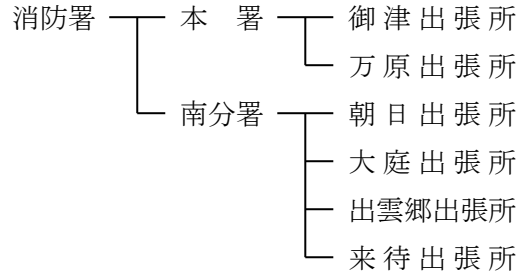 消防署 本署 御津出張所
万原出張所
南分署 朝日出張所
大庭出張所
出雲郷出張所
来待出張所